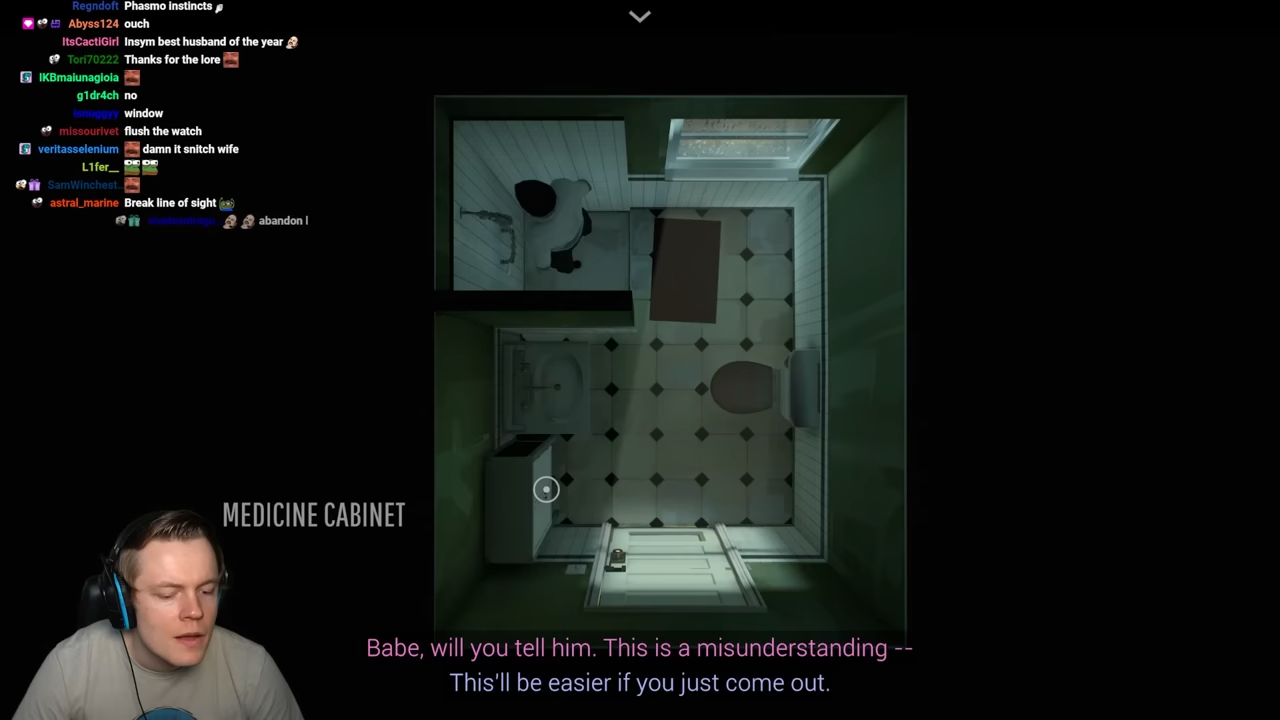 Regndoft Phasmo instincts
Abyss124 ouch
ItsCactiGirl Insym best husband of the year
Tori70222 Thanks for the lore
IKBmaiunagioia
g1dr4ch no
window
missourivet flush the watch
veritasselenium damn it snitch wife
L1fer__
SamWinchest...
astral_marine Break line of sight
abandon l
MEDICINE CABINET
Babe, will you tell him. This is a misunderstanding --
This'll be easier if you just come out.